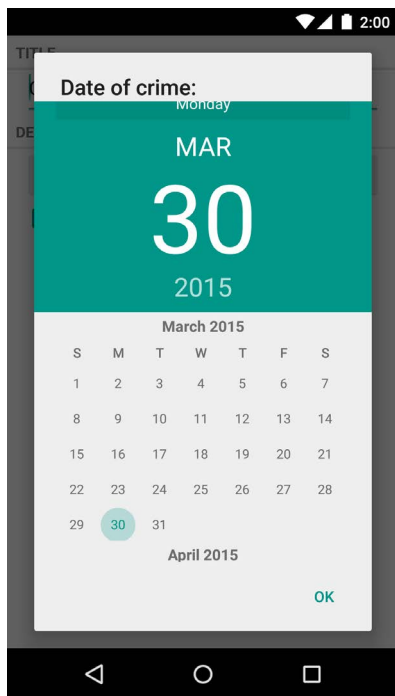 2:00
TITLE
Date of crime:
Monday
DE
MAR
30
2015
March 2015
S M T W T F S
1 2 3 4 5 6 7
8 9 10 11 12 13 14
15 16 17 18 19 20 21
22 23 24 25 26 27 28
29 30 31
April 2015
OK